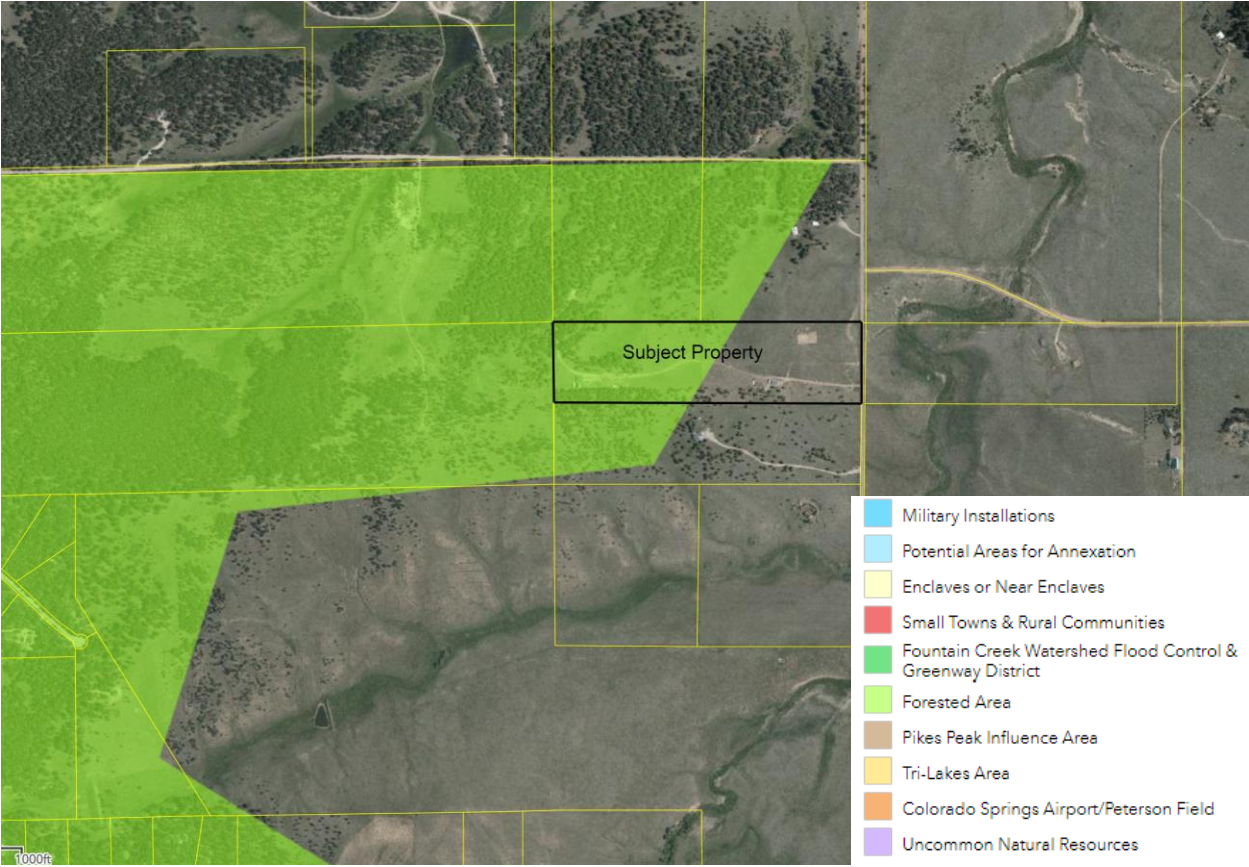 Subject Property
Military Installations
Potential Areas for Annexation
Enclaves or Near Enclaves
Small Towns & Rural Communities
Fountain Creek Watershed Flood Control &
Greenway District
Forested Area
Pikes Peak Influence Area
Tri-Lakes Area
Colorado Springs Airport/Peterson Field
Uncommon Natural Resources
1000ft